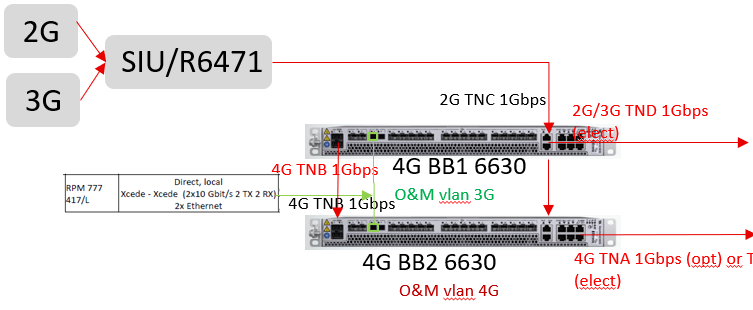 2G
SIU/R6471
3G
2G TNC 1Gbps
2G/3G TND 1Gbps
(elect)
4G TNB 1Gbps
4G BB1 6630
RPM 777
417/L
Direct, local
Xcede - Xcede (2x10 Gbit/s 2 TX 2 RX)
2x Ethernet
O&M vlan 3G
4G TNB 1Gbps
4G BB2 6630
4G TNA 1Gbps (opt) or T
(elect)
O&M vlan 4G